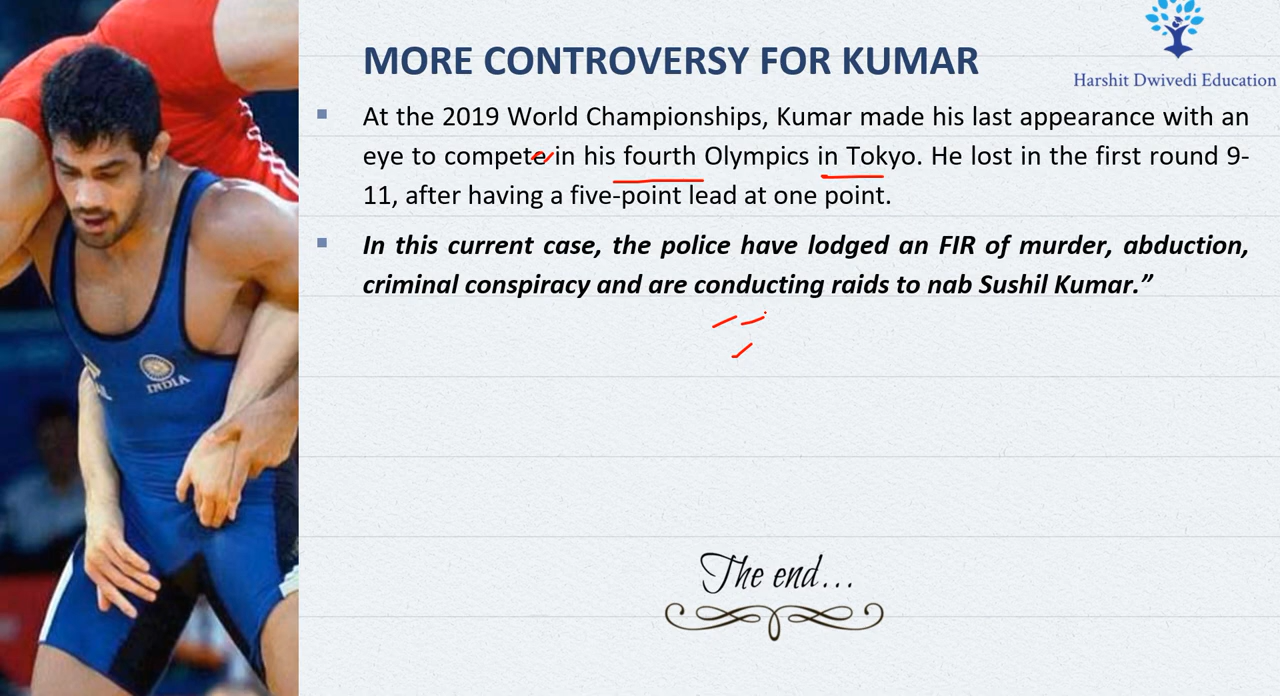 MORE CONTROVERSY FOR KUMAR
Harshit Dwivedi Education
At the 2019 World Championships, Kumar made his last appearance with an
eye to compete in his fourth Olympics in Tokyo. He lost in the first round 9-
11, after having a five-point lead at one point.
In this current case, the police have lodged an FIR of murder, abduction,
criminal conspiracy and are conducting raids to nab Sushil Kumar.”
INDIA
The end...